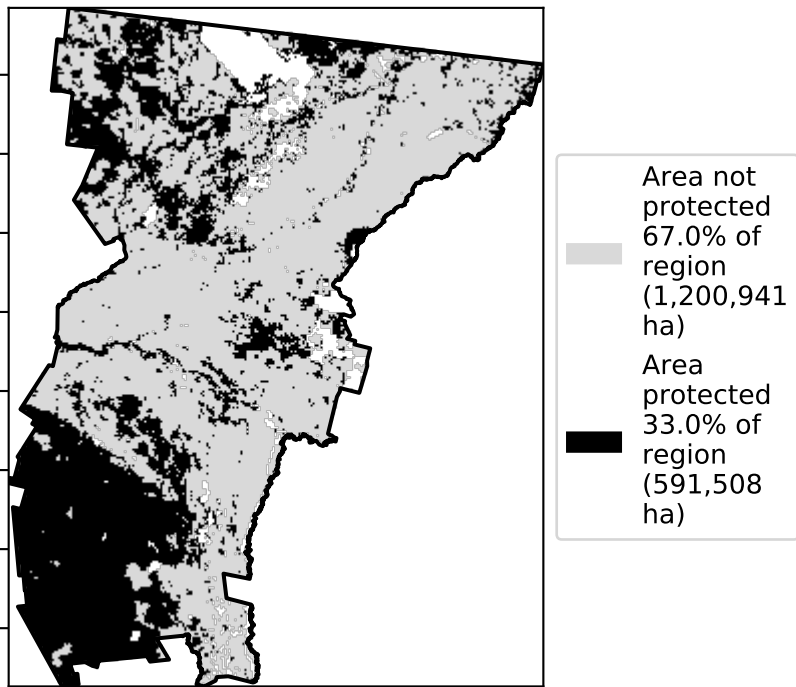 Area not
protected
67.0% of
region
(1,200,941
ha)
Area
protected
33.0% of
region
(591,508
ha)